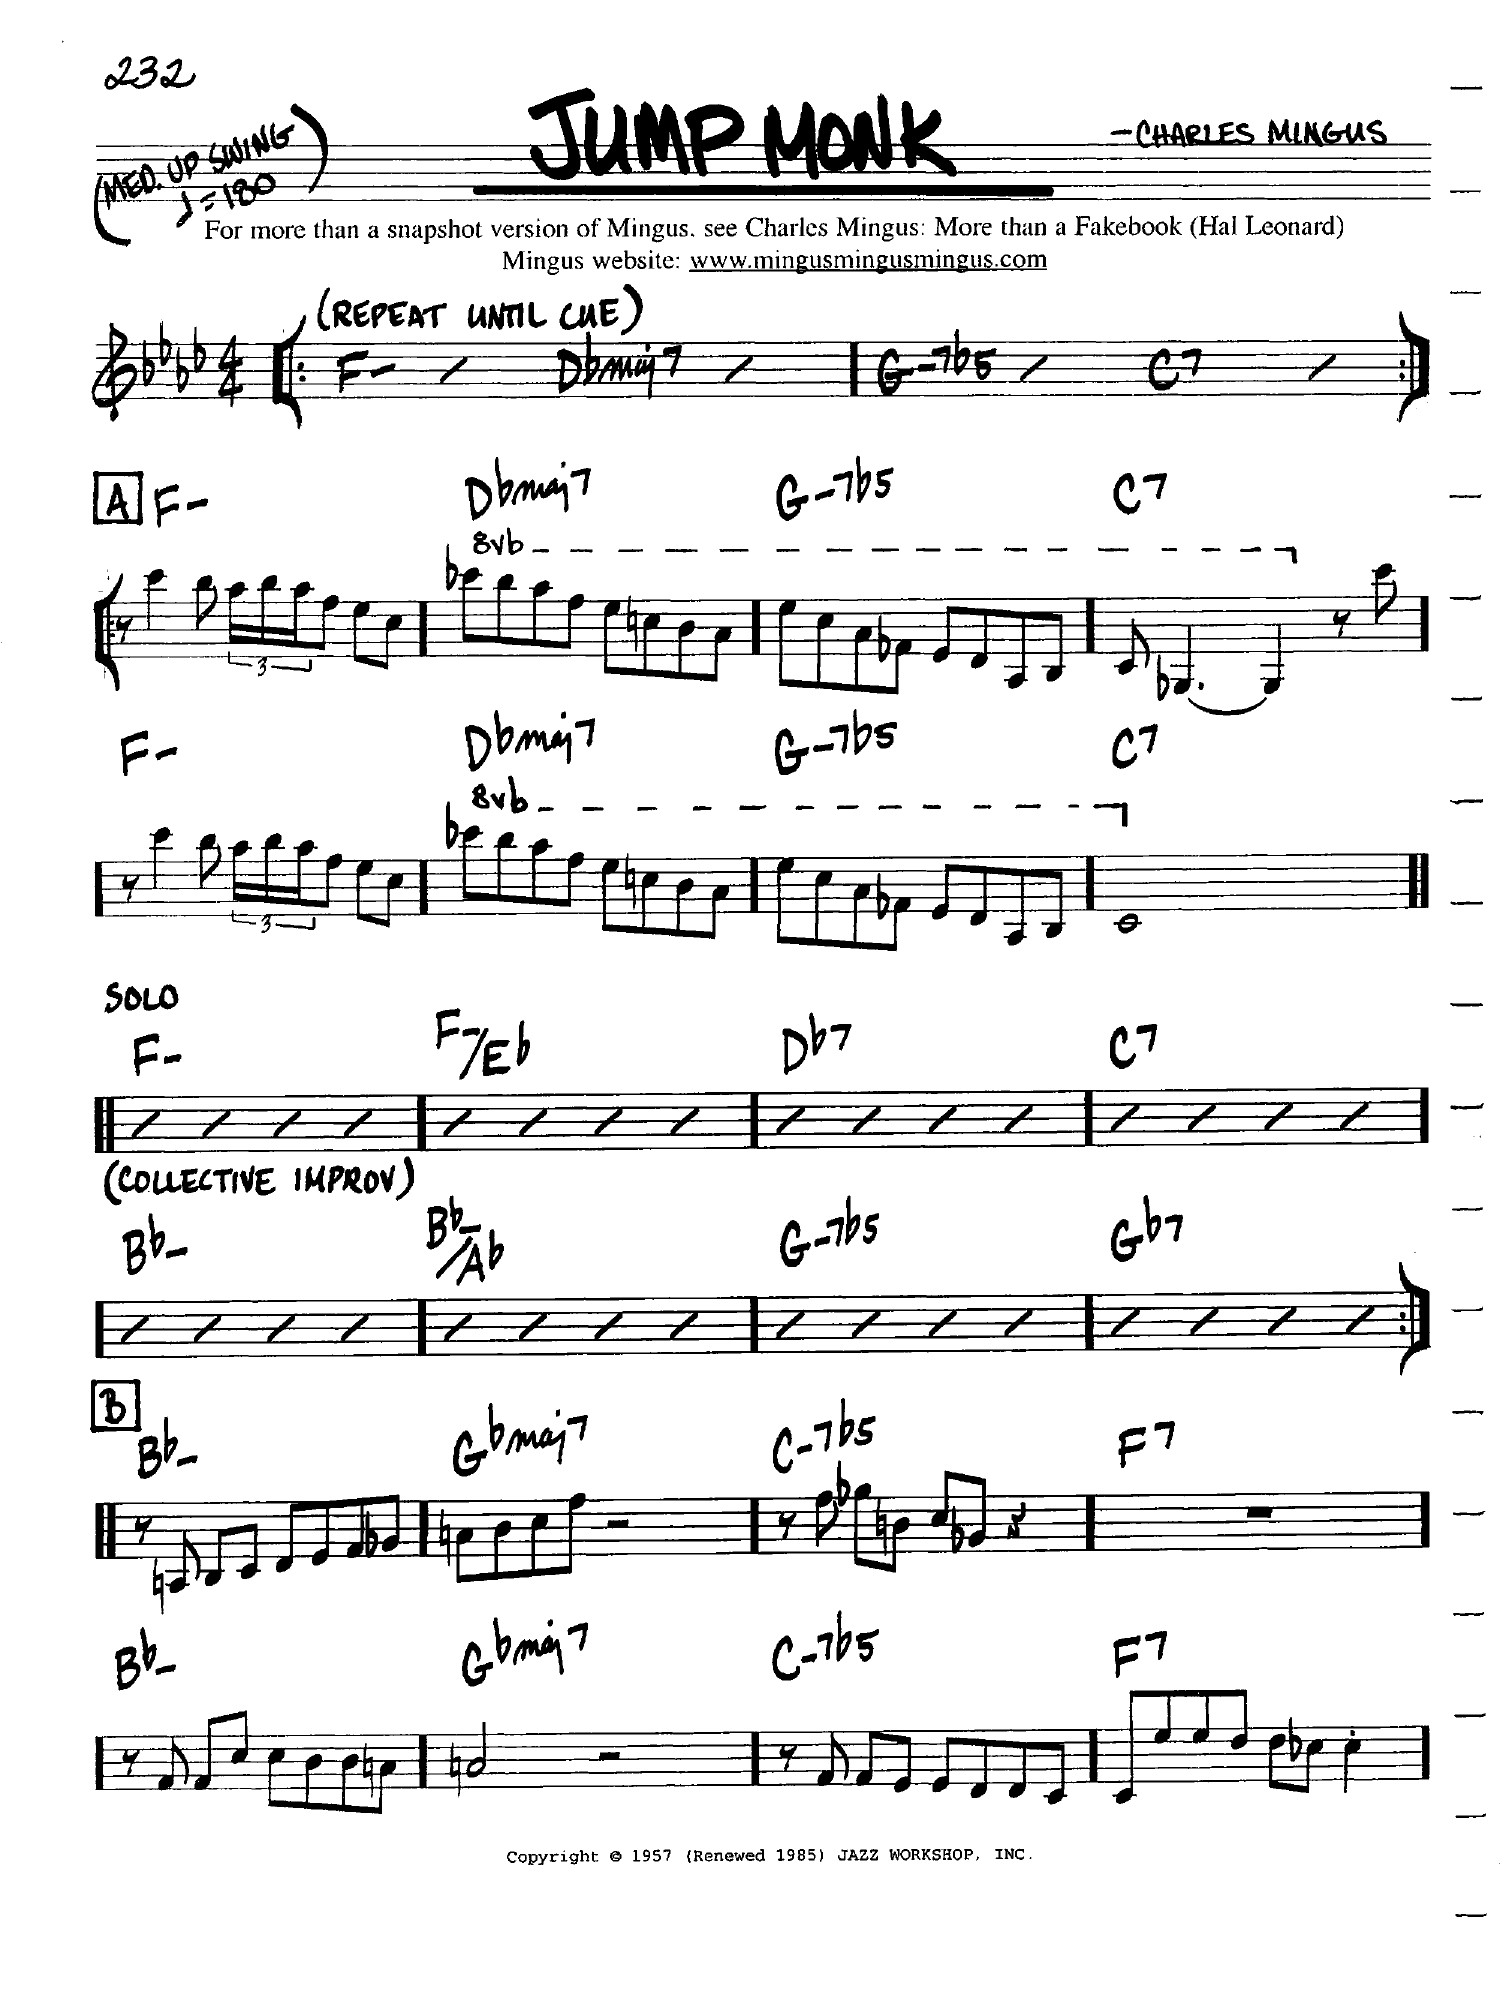 232
JUMP MONK
-CHARLES MINGUS
(MED. UP SWING
♩=180)
For more than a snapshot version of Mingus, see Charles Mingus: More than a Fakebook (Hal Leonard)
Mingus website: www.mingusmingusmingus.com
(REPEAT UNTIL CUE)
4/4 F- Dbmaj7 G-7b5 C7
A F- Dbmaj7 G-7b5 C7
8vb
3
F- Dbmaj7 G-7b5 C7
8vb
3
SOLO
F- F-7/Eb Db7 C7
(COLLECTIVE IMPROV)
Bb- Bb-/Ab G-7b5 Gb7
B
Bb- Gbmaj7 C-7b5 F7
Bb- Gbmaj7 C-7b5 F7
Copyright © 1957 (Renewed 1985) JAZZ WORKSHOP, INC.